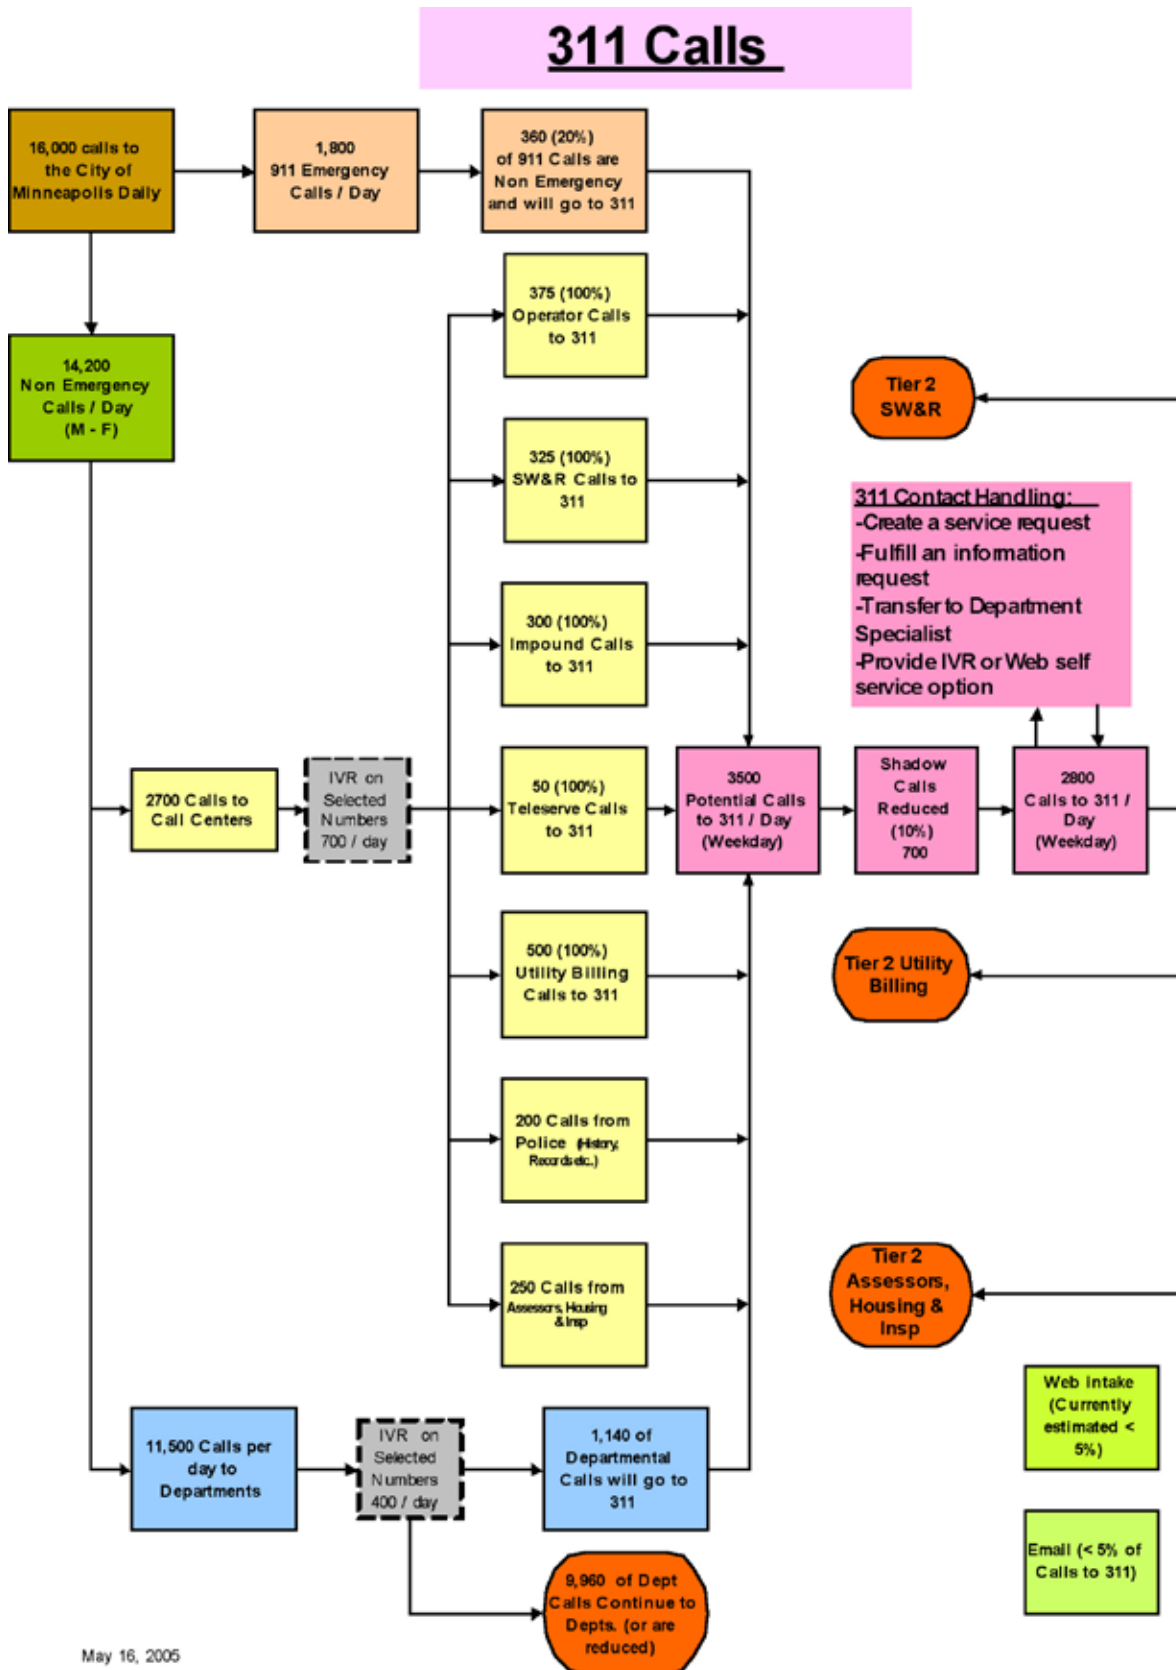 311 Calls
16,000 calls to
the City of
Minneapolis Daily
1,800
911 Emergency
Calls / Day
360 (20%)
of 911 Calls are
Non Emergency
and will go to 311
14,200
Non Emergency
Calls / Day
(M - F)
375 (100%)
Operator Calls
to 311
325 (100%)
SW&R Calls to
311
300 (100%)
Impound Calls
to 311
2700 Calls to
Call Centers
IVR on
Selected
Numbers
700 / day
50 (100%)
Teleserve Calls
to 311
500 (100%)
Utility Billing
Calls to 311
200 Calls from
Police (History,
Records etc.)
250 Calls from
Assessors, Housing
& Insp
3500
Potential Calls
to 311 / Day
(Weekday)
Shadow
Calls
Reduced
(10%)
700
2800
Calls to 311 /
Day
(Weekday)
311 Contact Handling:
-Create a service request
-Fulfill an information
request
-Transfer to Department
Specialist
-Provide IVR or Web self
service option
Tier 2
SW&R
Tier 2 Utility
Billing
Tier 2
Assessors,
Housing &
Insp
11,500 Calls per
day to
Departments
IVR on
Selected
Numbers
400 / day
1,140 of
Departmental
Calls will go to
311
9,960 of Dept
Calls Continue to
Depts. (or are
reduced)
Web intake
(Currently
estimated <
5%)
Email (< 5% of
Calls to 311)
May 16, 2005